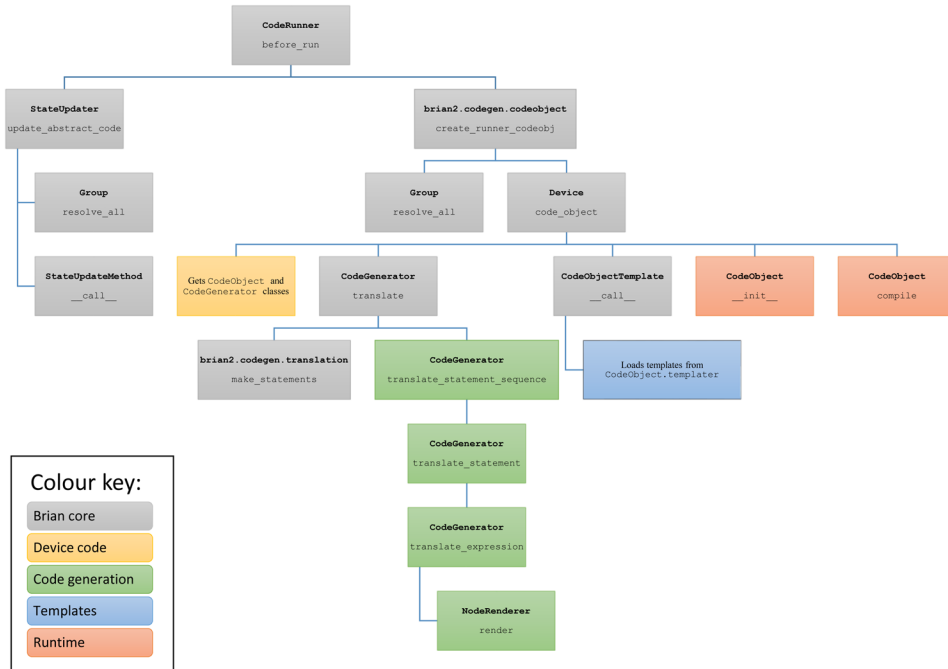 CodeRunner
before_run
StateUpdater
update_abstract_code
brian2.codegen.codeobject
create_runner_codeobj
Group
resolve_all
Group
resolve_all
Device
code_object
StateUpdateMethod
__call__
Gets CodeObject and
CodeGenerator classes
CodeGenerator
translate
CodeObjectTemplate
__call__
CodeObject
__init__
CodeObject
compile
brian2.codegen.translation
make_statements
CodeGenerator
translate_statement_sequence
Loads templates from
CodeObject.templater
CodeGenerator
translate_statement
CodeGenerator
translate_expression
NodeRenderer
render
Colour key:
Brian core
Device code
Code generation
Templates
Runtime